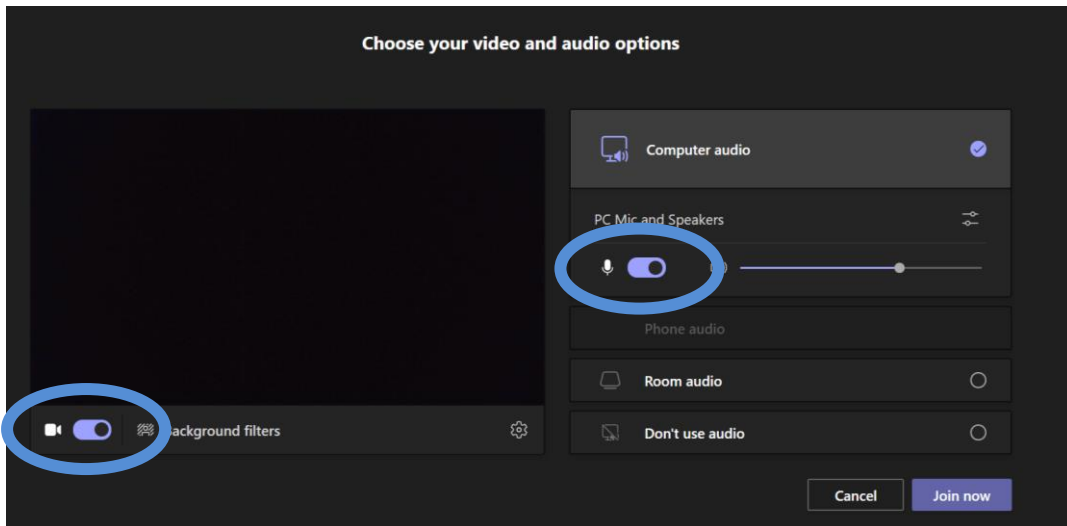 Choose your video and audio options
Computer audio
PC Mic and Speakers
Phone audio
Room audio
Background filters
Don't use audio
Cancel
Join now